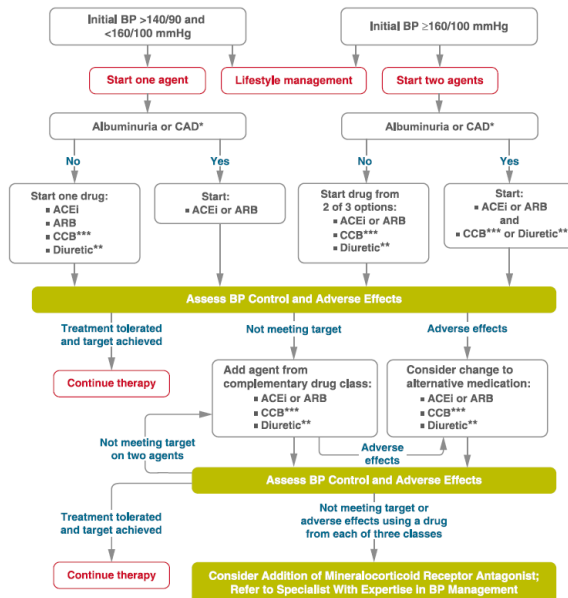 Initial BP >140/90 and
<160/100 mmHg
Initial BP ≥160/100 mmHg
Start one agent
Lifestyle management
Start two agents
Albuminuria or CAD*
Albuminuria or CAD*
No
Yes
No
Yes
Start one drug:
▪ ACEi
▪ ARB
▪ CCB***
▪ Diuretic**
Start:
▪ ACEi or ARB
Start drug from
2 of 3 options:
▪ ACEi or ARB
▪ CCB***
▪ Diuretic**
Start:
▪ ACEi or ARB
and
▪ CCB*** or Diuretic**
Assess BP Control and Adverse Effects
Treatment tolerated
and target achieved
Not meeting target
Adverse effects
Continue therapy
Add agent from
complementary drug class:
▪ ACEi or ARB
▪ CCB***
▪ Diuretic**
Consider change to
alternative medication:
▪ ACEi or ARB
▪ CCB***
▪ Diuretic**
Not meeting target
on two agents
Adverse
effects
Assess BP Control and Adverse Effects
Treatment tolerated
and target achieved
Not meeting target or
adverse effects using a drug
from each of three classes
Continue therapy
Consider Addition of Mineralocorticoid Receptor Antagonist;
Refer to Specialist With Expertise in BP Management